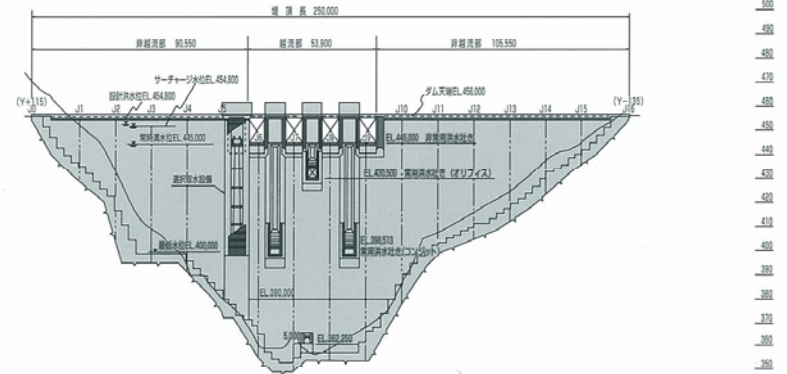 堤 頂 長 250,000
非越流部 90,550
越流部 53,900
非越流部 105,550
サーチャージ水位EL.454,800
設計洪水位EL.454,800
ダム天端EL.456,000
(Y+115)
J0 J1 J2 J3 J4 J5 J10 J11 J12 J13 J14 J15 J16
常時満水位EL.445,000
EL.445,000 非常用洪水吐き
選択取水設備
EL.430,500 常用洪水吐き (オリフィス)
最低水位EL.400,000
EL.398,513
常用洪水吐き(コンジット)
EL.380,000
5,000
EL.362,050
500
490
480
470
460
450
440
430
420
410
400
390
380
370
360
350